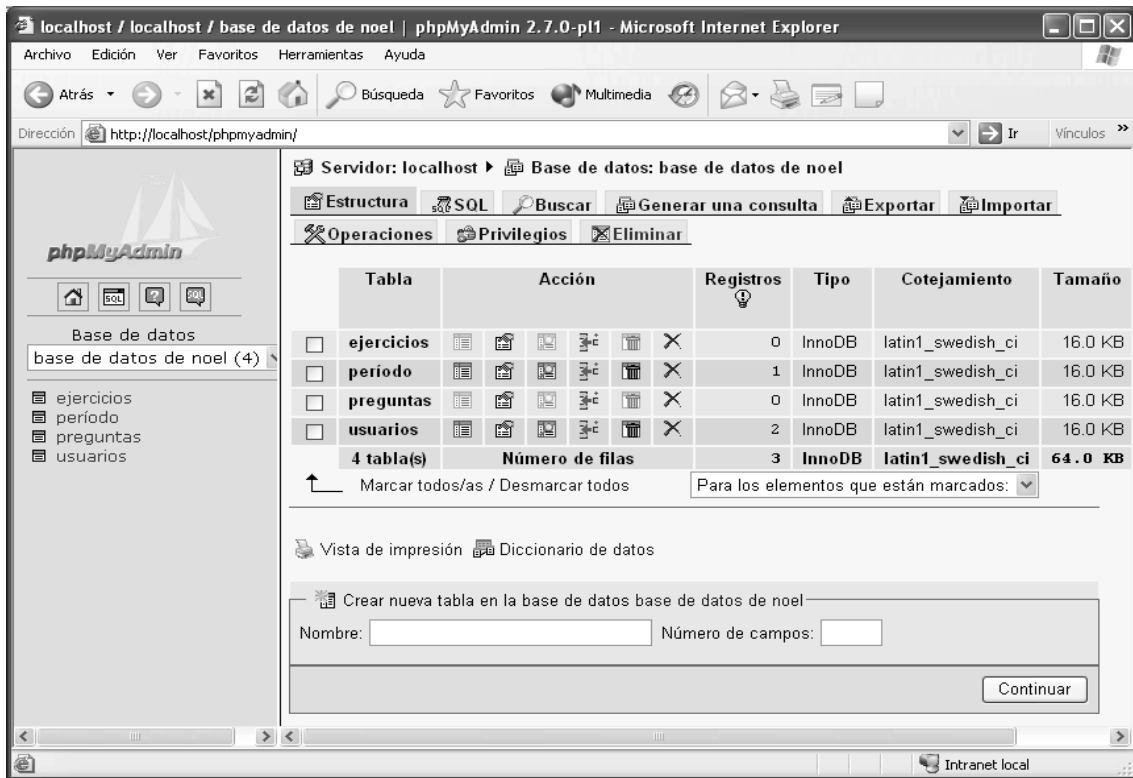 localhost / localhost / base de datos de noel | phpMyAdmin 2.7.0-pl1 - Microsoft Internet Explorer
Archivo Edición Ver Favoritos Herramientas Ayuda
Atrás Búsqueda Favoritos Multimedia
Dirección http://localhost/phpmyadmin/ Ir Vínculos »
phpMyAdmin
SQL ? SQL
Base de datos
base de datos de noel (4)
ejercicios
período
preguntas
usuarios
Servidor: localhost Base de datos: base de datos de noel
Estructura SQL Buscar Generar una consulta Exportar Importar
Operaciones Privilegios Eliminar
Tabla Acción Registros Tipo Cotejamiento Tamaño
ejercicios 0 InnoDB latin1_swedish_ci 16.0 KB
período 1 InnoDB latin1_swedish_ci 16.0 KB
preguntas 0 InnoDB latin1_swedish_ci 16.0 KB
usuarios 2 InnoDB latin1_swedish_ci 16.0 KB
4 tabla(s) Número de filas 3 InnoDB latin1_swedish_ci 64.0 KB
Marcar todos/as / Desmarcar todos Para los elementos que están marcados:
Vista de impresión Diccionario de datos
Crear nueva tabla en la base de datos base de datos de noel
Nombre: Número de campos:
Continuar
Intranet local